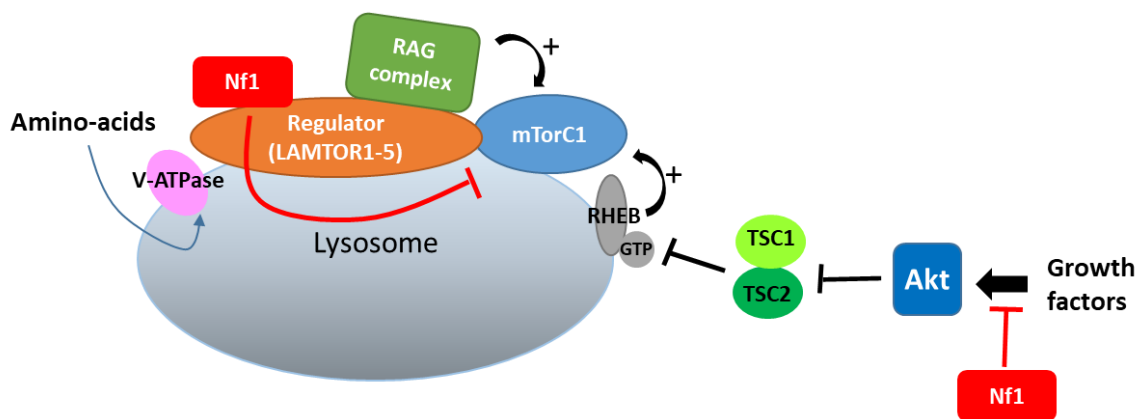 RAG
complex
+
Nf1
Amino-acids
Regulator
(LAMTOR1-5)
mTorC1
V-ATPase
+
RHEB
GTP
Lysosome
TSC1
TSC2
Akt
Growth
factors
Nf1